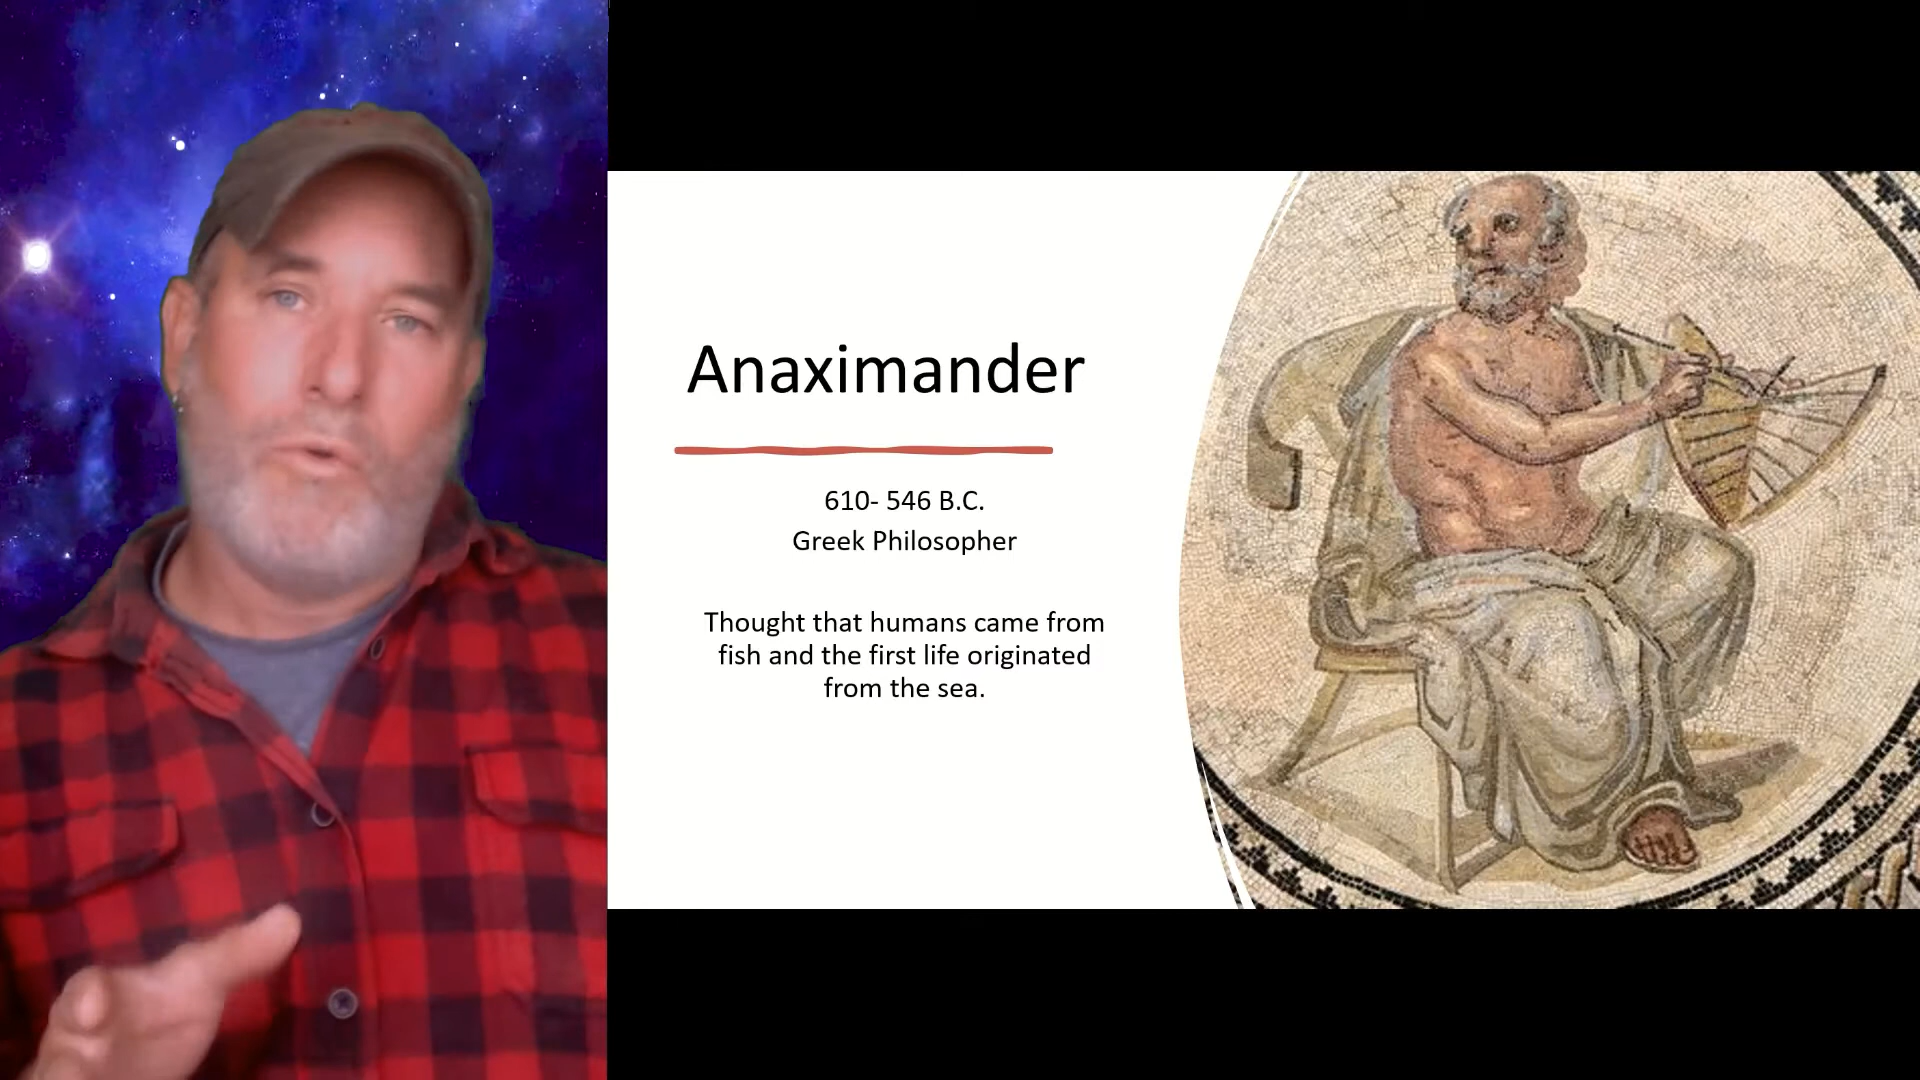 Anaximander
610- 546 B.C.
Greek Philosopher
Thought that humans came from
fish and the first life originated
from the sea.